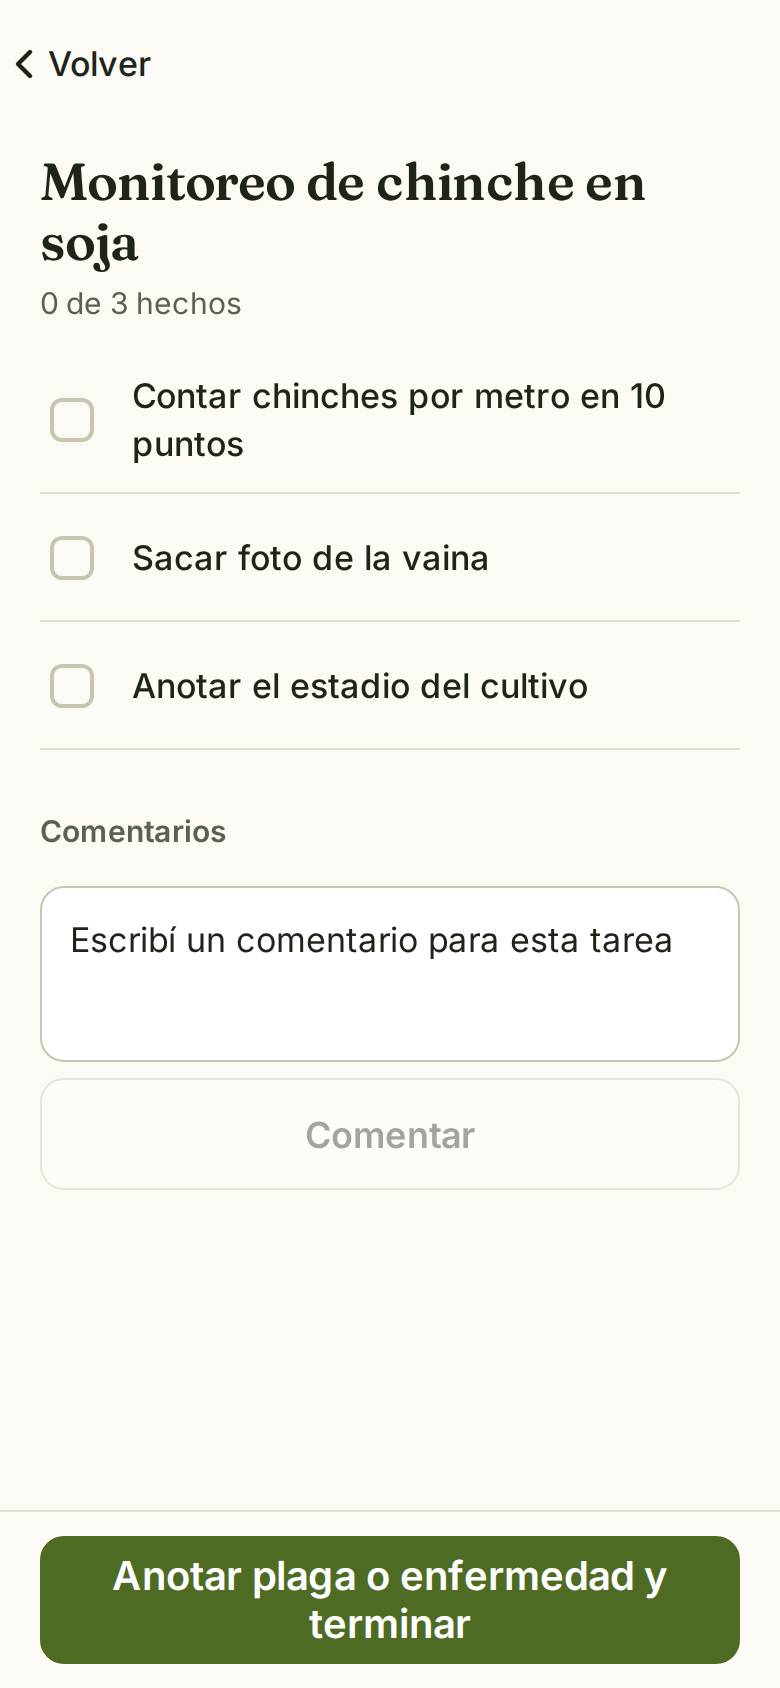 Volver
Monitoreo de chinche en
soja
0 de 3 hechos
Contar chinches por metro en 10
puntos
Sacar foto de la vaina
Anotar el estadio del cultivo
Comentarios
Escribí un comentario para esta tarea
Comentar
Anotar plaga o enfermedad y
terminar